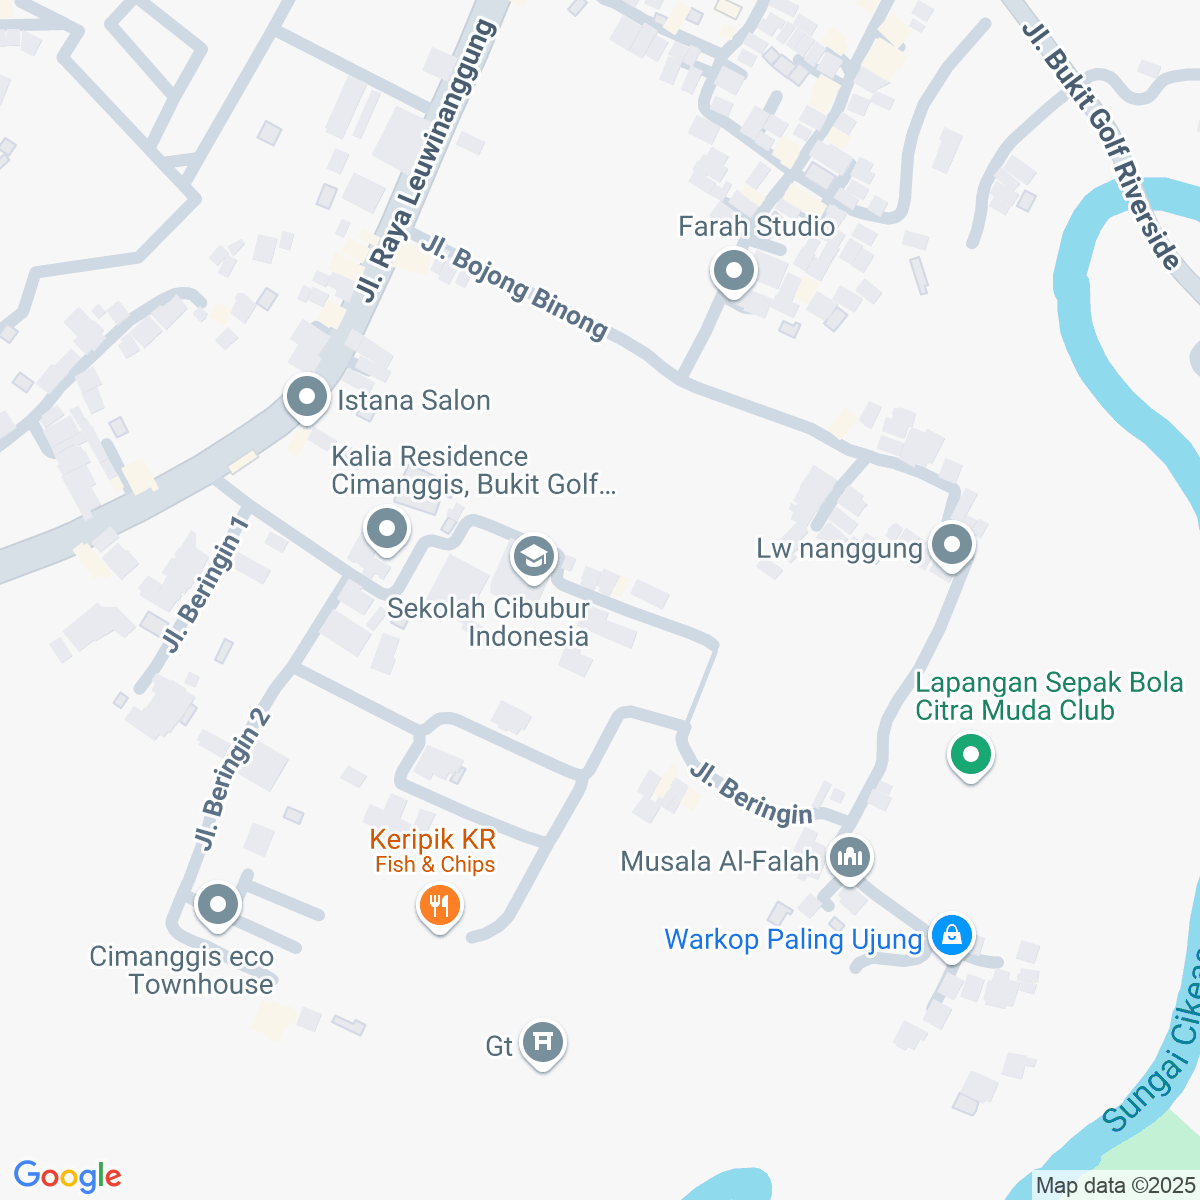 Jl. Raya Leuwinanggung
Jl. Bukit Golf Riverside
Farah Studio
Jl. Bojong Binong
Istana Salon
Kalia Residence
Cimanggis, Bukit Golf...
Jl. Beringin 1
Lw nanggung
Sekolah Cibubur
Indonesia
Lapangan Sepak Bola
Citra Muda Club
Jl. Beringin 2
Jl. Beringin
Keripik KR
Fish & Chips
Musala Al-Falah
Warkop Paling Ujung
Cimanggis eco
Townhouse
Gt
Sungai Cikeas
Google
Map data ©2025